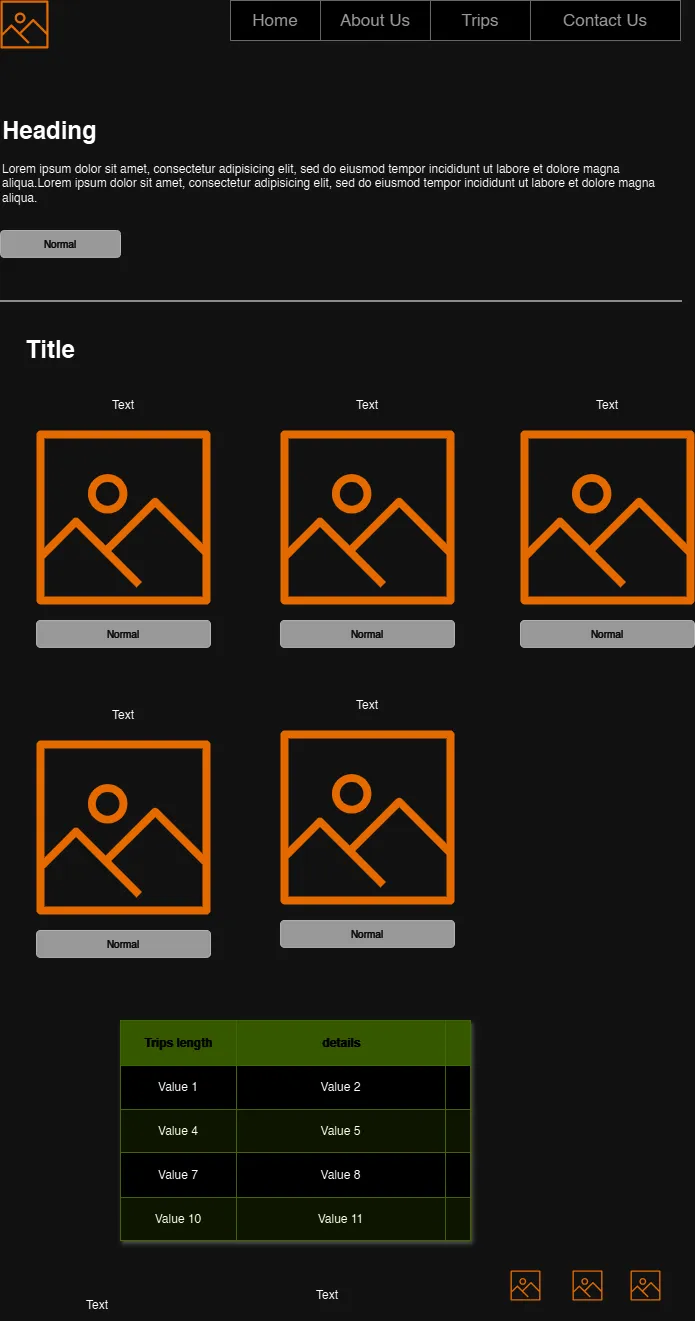 Home About Us Trips Contact Us
Heading
Lorem ipsum dolor sit amet, consectetur adipisicing elit, sed do eiusmod tempor incididunt ut labore et dolore magna
aliqua.Lorem ipsum dolor sit amet, consectetur adipisicing elit, sed do eiusmod tempor incididunt ut labore et dolore magna
aliqua.
Normal
Title
Text Text Text
Normal Normal Normal
Text Text
Normal Normal
Trips length details
Value 1 Value 2
Value 4 Value 5
Value 7 Value 8
Value 10 Value 11
Text Text